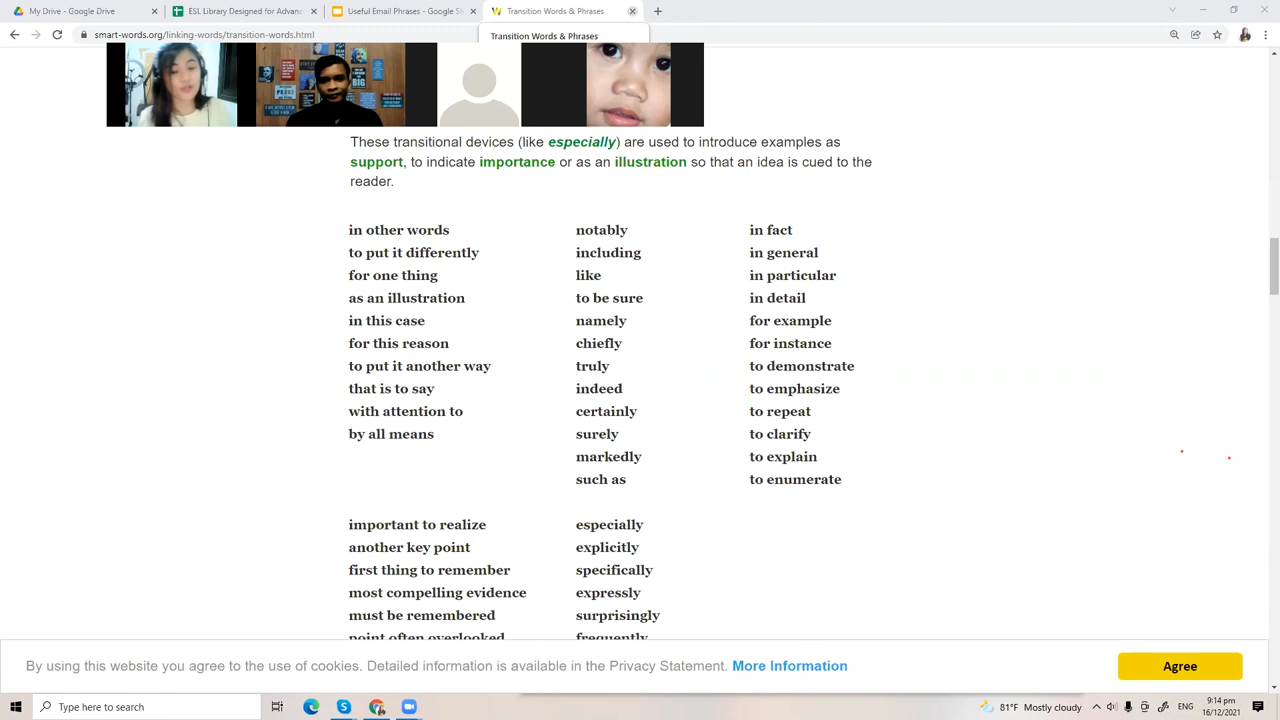 My Drive - Google Drive
ESL Library Designed for Advan
Useful Email Phrases - Google Sli
Transition Words & Phrases
smart-words.org/linking-words/transition-words.html
Transition Words & Phrases
These transitional devices (like especially) are used to introduce examples as
support, to indicate importance or as an illustration so that an idea is cued to the
reader.
in other words notably in fact
to put it differently including in general
for one thing like in particular
as an illustration to be sure in detail
in this case namely for example
for this reason chiefly for instance
to put it another way truly to demonstrate
that is to say indeed to emphasize
with attention to certainly to repeat
by all means surely to clarify
markedly to explain
such as to enumerate
important to realize especially
another key point explicitly
first thing to remember specifically
most compelling evidence expressly
must be remembered surprisingly
point often overlooked frequently
By using this website you agree to the use of cookies. Detailed information is available in the Privacy Statement. More Information
Agree
Type here to search
81°F Mostly cloudy
ENG
9:14 pm
16/12/2021